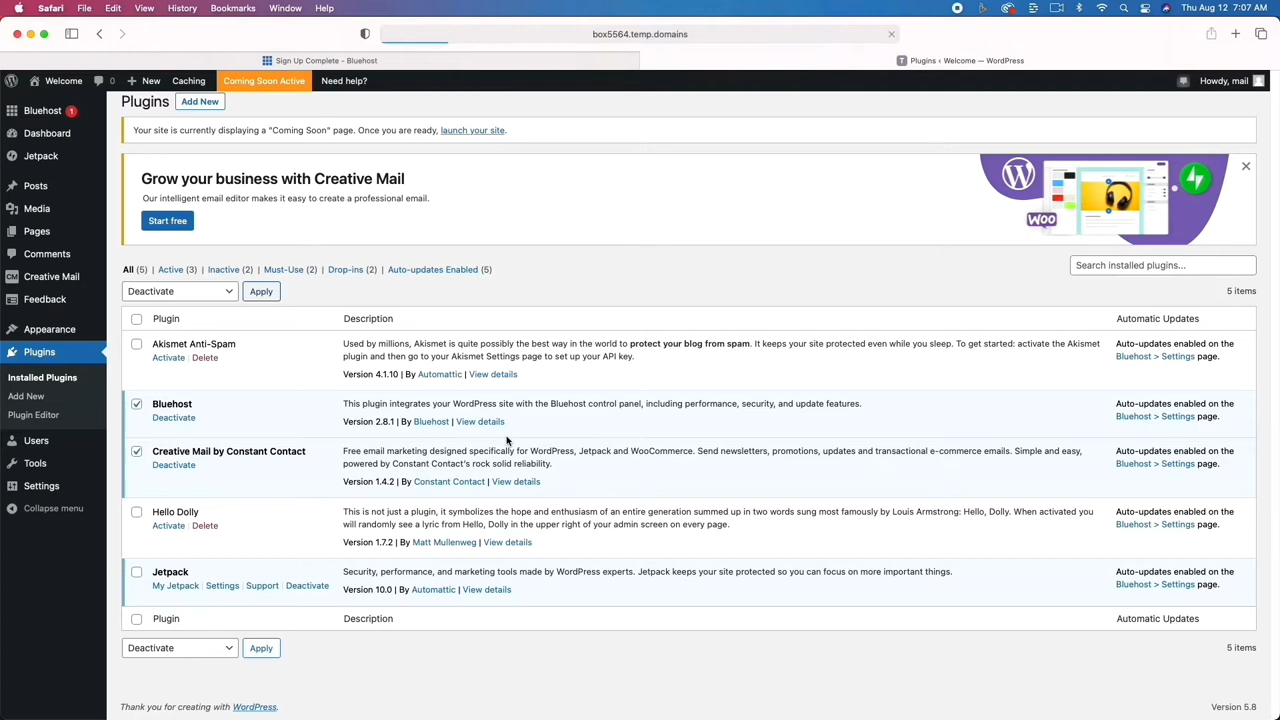 Safari File Edit View History Bookmarks Window Help Thu Aug 12 7:07 AM
box5564.temp.domains
Sign Up Complete - Bluehost
T Plugins ‹ Welcome — WordPress
Welcome 0 New Caching Coming Soon Active Need help? Howdy, mail
Bluehost 1
Dashboard
Jetpack
Posts
Media
Pages
Comments
CM Creative Mail
Feedback
Appearance
Plugins
Installed Plugins
Add New
Plugin Editor
Users
Tools
Settings
Collapse menu
Plugins Add New
Your site is currently displaying a "Coming Soon" page. Once you are ready, launch your site.
Grow your business with Creative Mail
Our intelligent email editor makes it easy to create a professional email.
Start free
WOO
All (5) | Active (3) | Inactive (2) | Must-Use (2) | Drop-ins (2) | Auto-updates Enabled (5)
Search installed plugins...
Deactivate Apply
5 items
Plugin Description Automatic Updates
Akismet Anti-Spam
Activate | Delete
Used by millions, Akismet is quite possibly the best way in the world to protect your blog from spam. It keeps your site protected even while you sleep. To get started: activate the Akismet
plugin and then go to your Akismet Settings page to set up your API key.
Version 4.1.10 | By Automattic | View details
Auto-updates enabled on the
Bluehost > Settings page.
Bluehost
Deactivate
This plugin integrates your WordPress site with the Bluehost control panel, including performance, security, and update features.
Version 2.8.1 | By Bluehost | View details
Auto-updates enabled on the
Bluehost > Settings page.
Creative Mail by Constant Contact
Deactivate
Free email marketing designed specifically for WordPress, Jetpack and WooCommerce. Send newsletters, promotions, updates and transactional e-commerce emails. Simple and easy,
powered by Constant Contact's rock solid reliability.
Version 1.4.2 | By Constant Contact | View details
Auto-updates enabled on the
Bluehost > Settings page.
Hello Dolly
Activate | Delete
This is not just a plugin, it symbolizes the hope and enthusiasm of an entire generation summed up in two words sung most famously by Louis Armstrong: Hello, Dolly. When activated you
will randomly see a lyric from Hello, Dolly in the upper right of your admin screen on every page.
Version 1.7.2 | By Matt Mullenweg | View details
Auto-updates enabled on the
Bluehost > Settings page.
Jetpack
My Jetpack | Settings | Support | Deactivate
Security, performance, and marketing tools made by WordPress experts. Jetpack keeps your site protected so you can focus on more important things.
Version 10.0 | By Automattic | View details
Auto-updates enabled on the
Bluehost > Settings page.
Plugin Description Automatic Updates
Deactivate Apply
5 items
Thank you for creating with WordPress.
Version 5.8